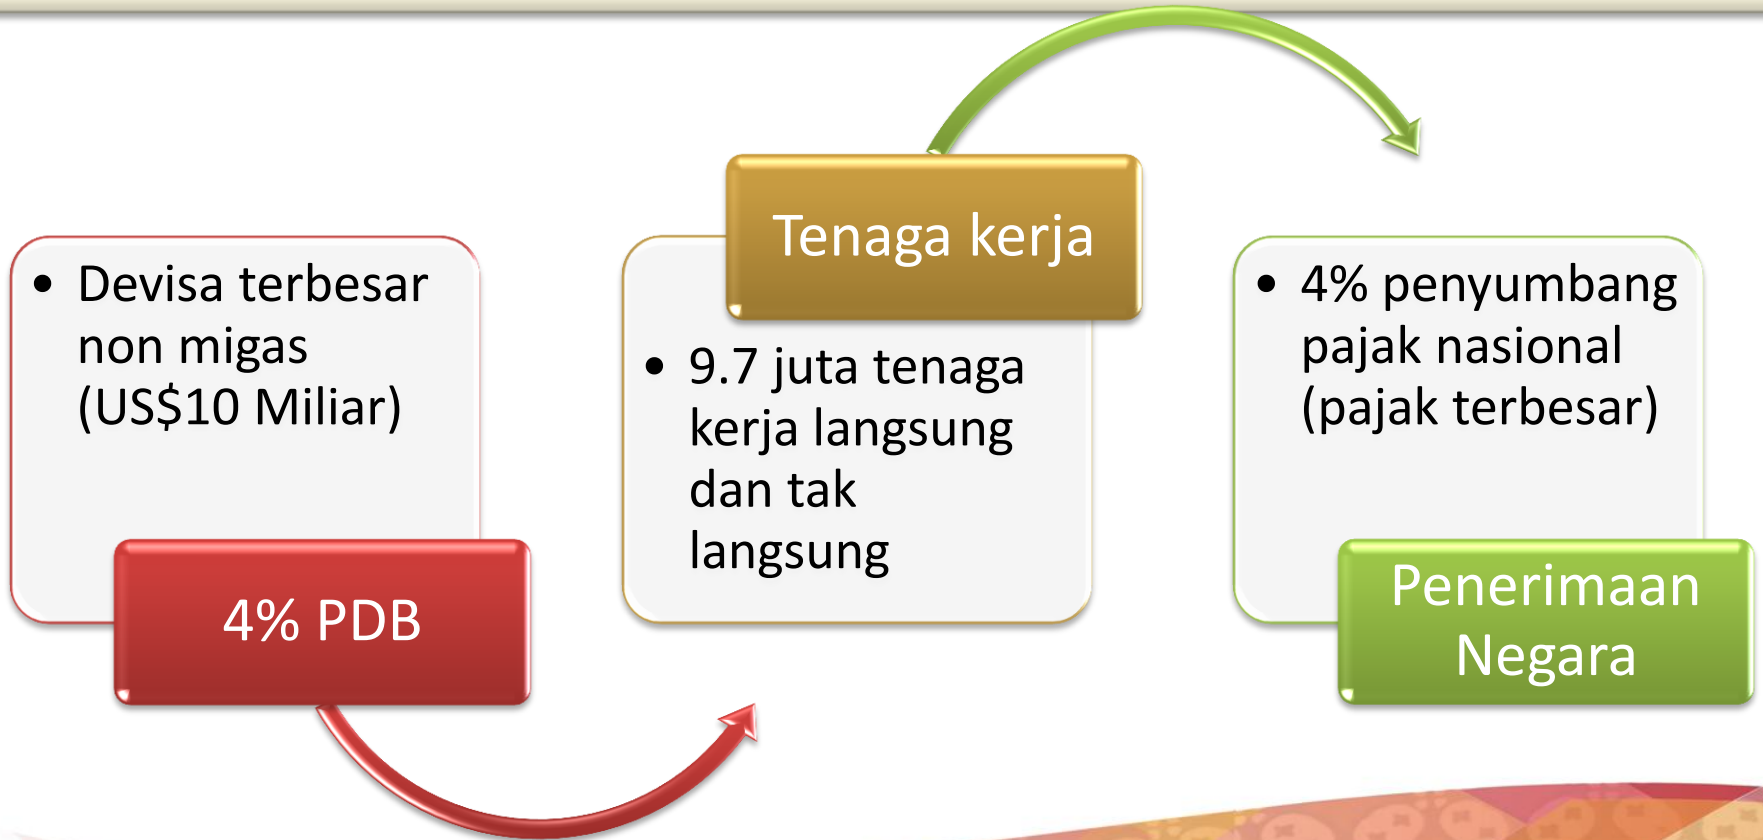 • Devisa terbesar
non migas
(US$10 Miliar)
4% PDB
Tenaga kerja
• 9.7 juta tenaga
kerja langsung
dan tak
langsung
• 4% penyumbang
pajak nasional
(pajak terbesar)
Penerimaan
Negara